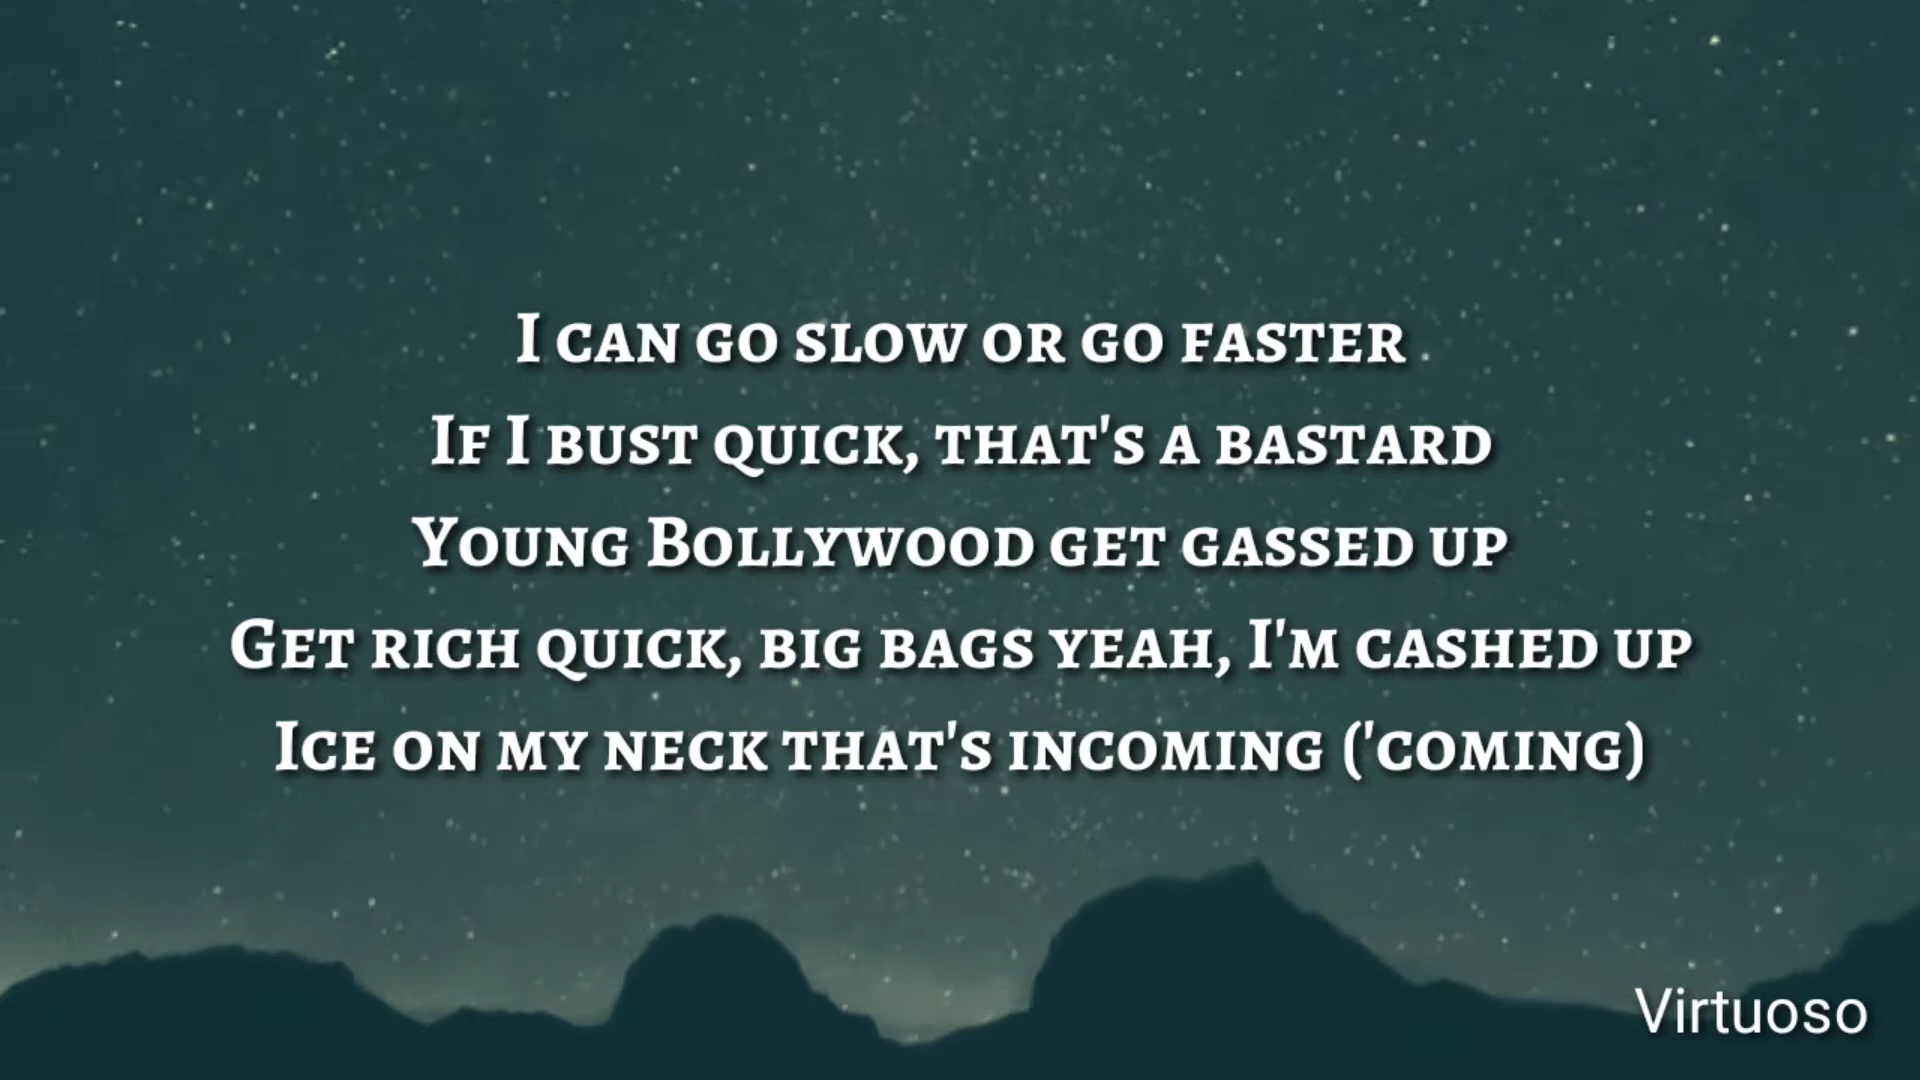 I can go slow or go faster
If I bust quick, that's a bastard
Young Bollywood get gassed up
Get rich quick, big bags yeah, I'm cashed up
Ice on my neck that's incoming ('coming)
Virtuoso